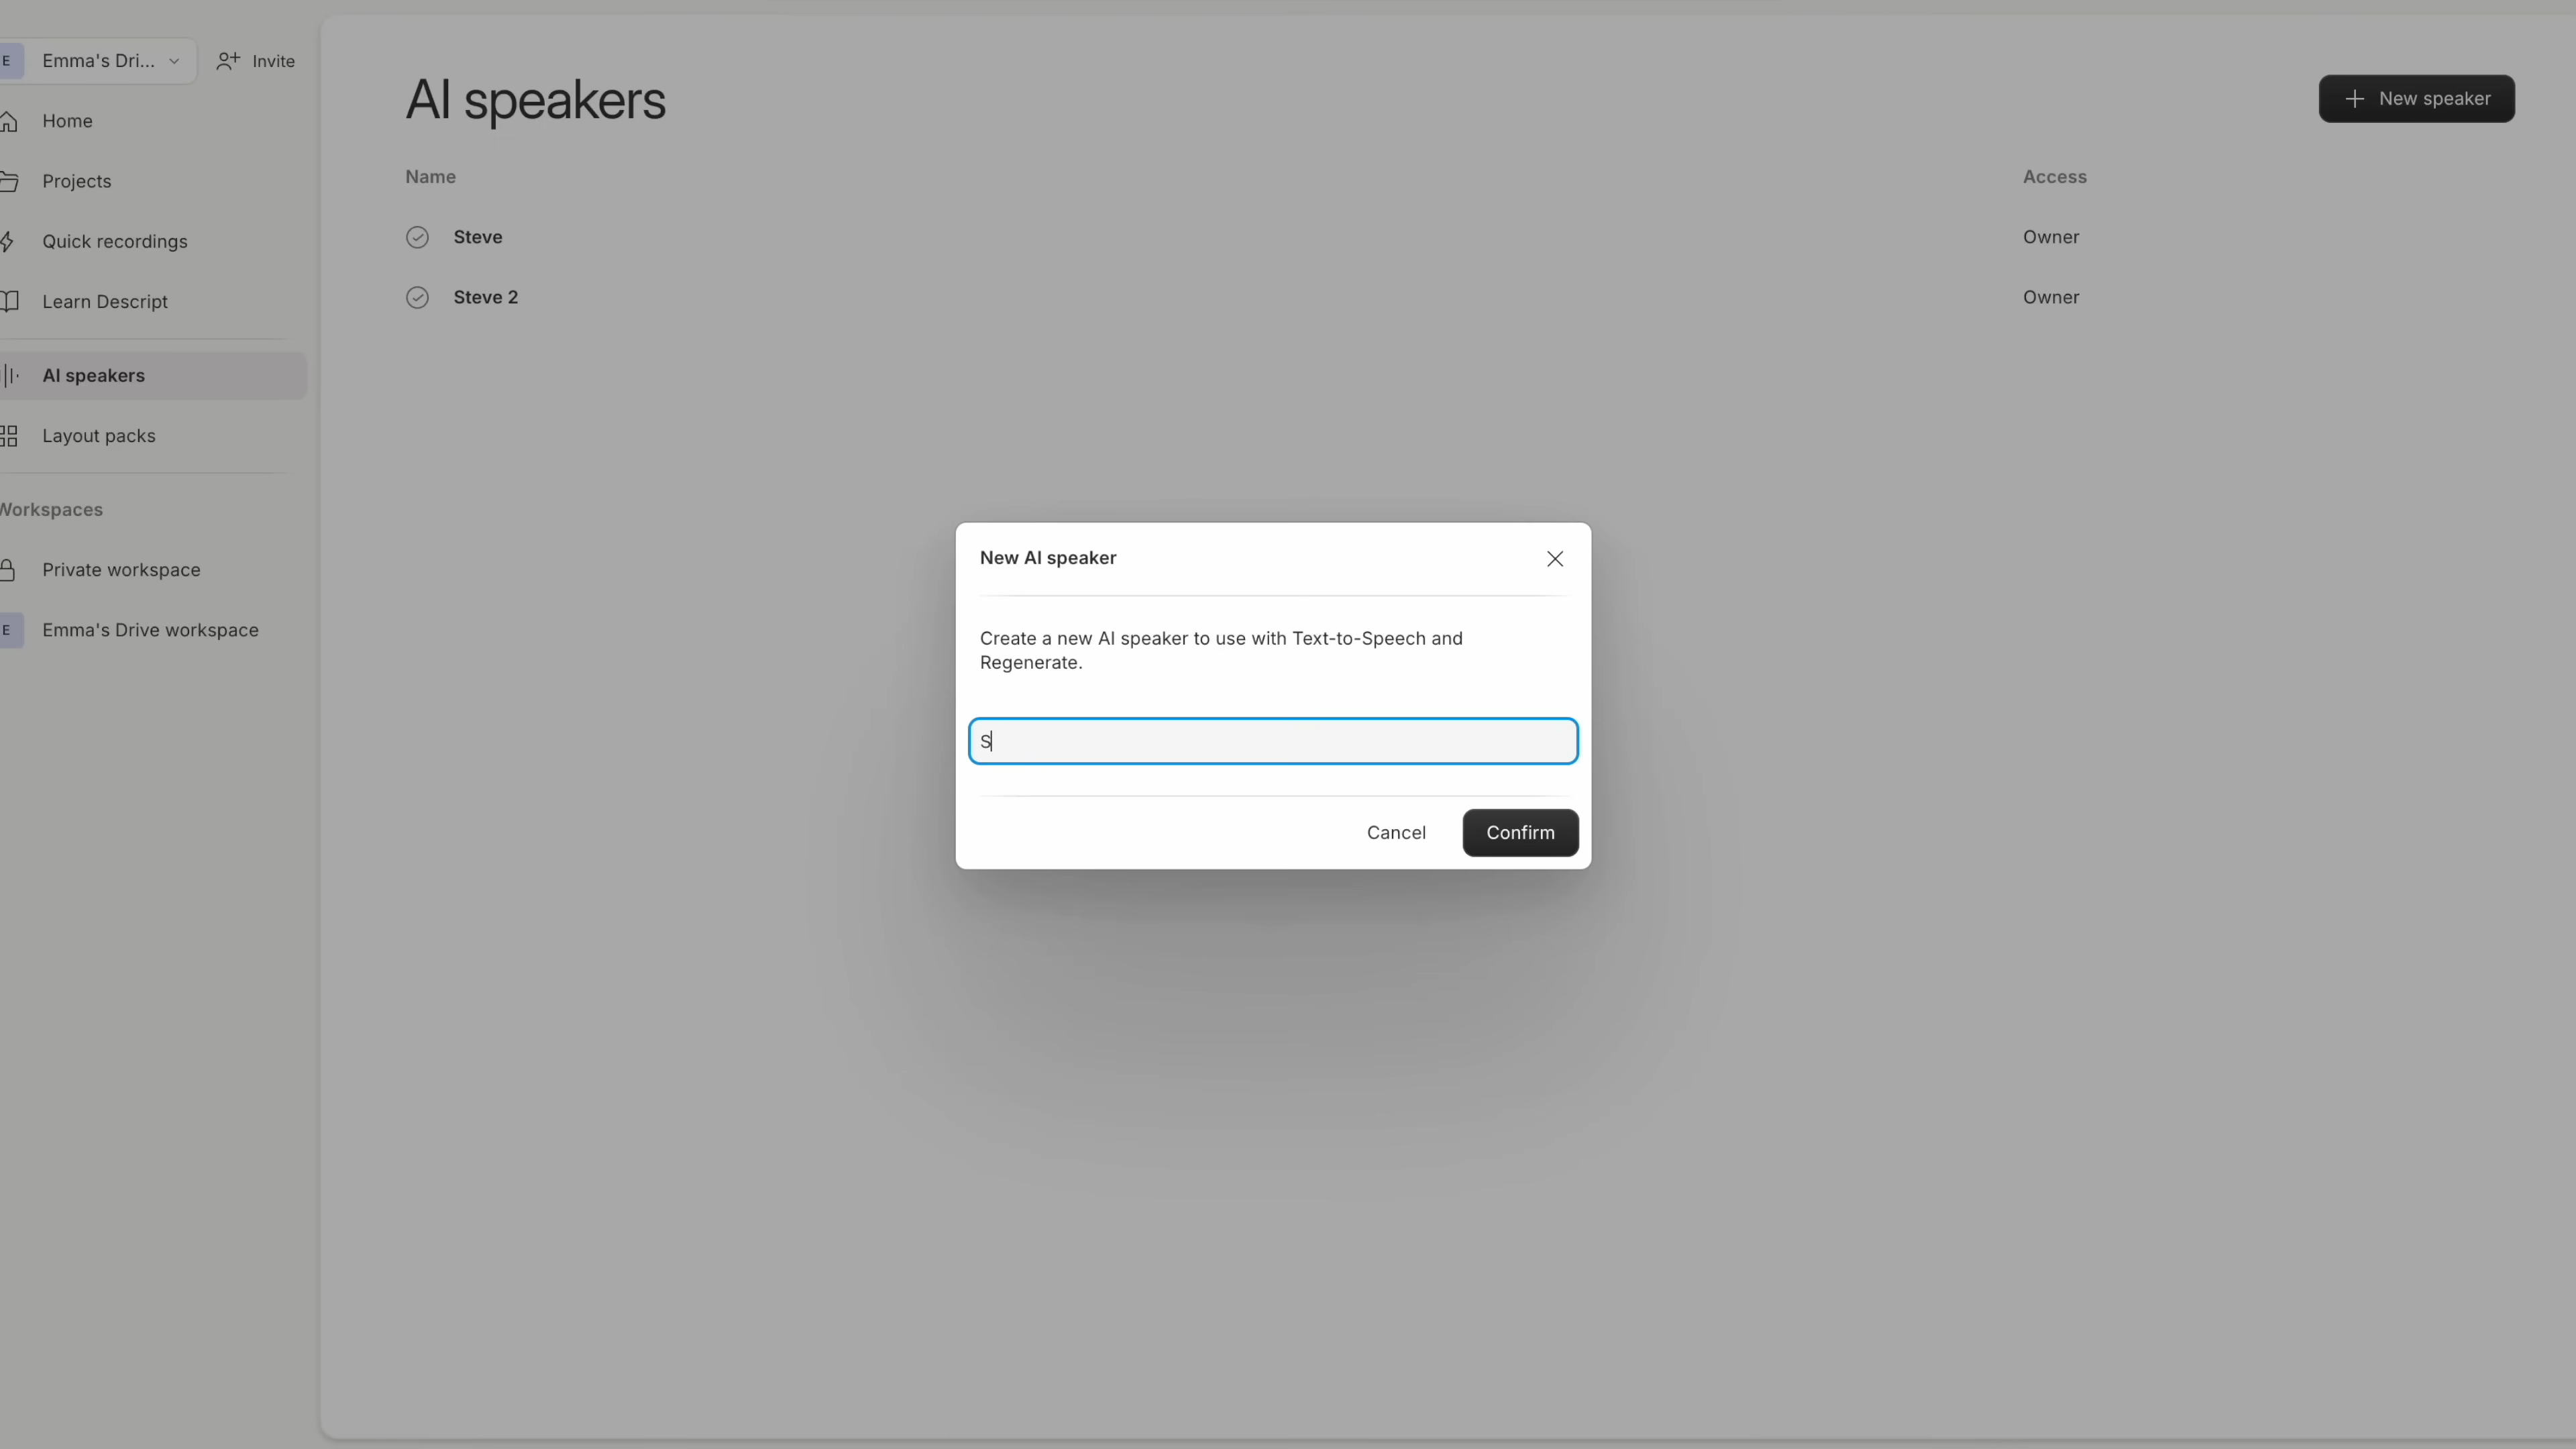 E
Emma's Dri...
Invite
Home
Projects
Quick recordings
Learn Descript
AI speakers
Layout packs
Workspaces
Private workspace
E
Emma's Drive workspace
AI speakers
New speaker
Name
Access
Steve
Owner
Steve 2
Owner
New AI speaker
Create a new AI speaker to use with Text-to-Speech and
Regenerate.
S
Cancel
Confirm